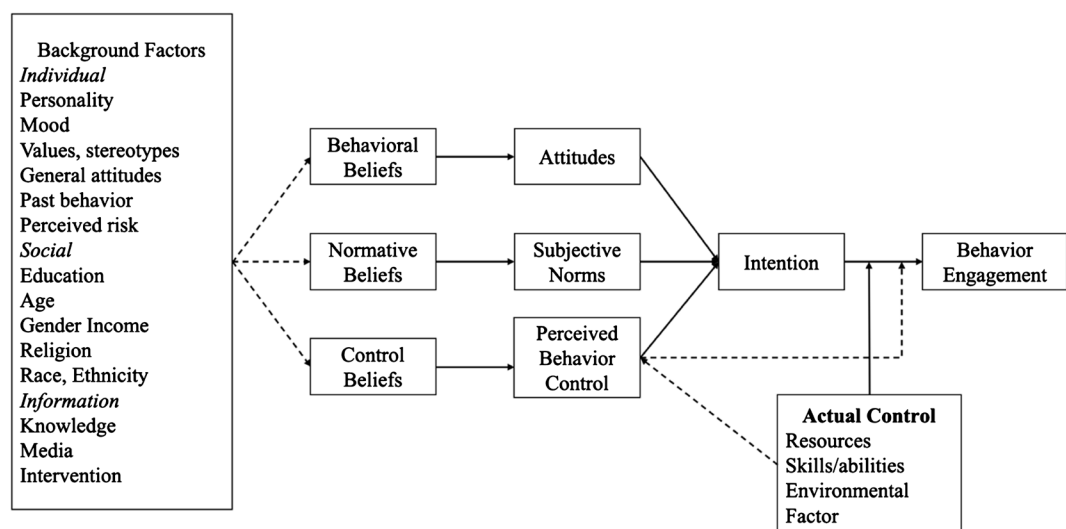 Background Factors
Individual
Personality
Mood
Values, stereotypes
General attitudes
Past behavior
Perceived risk
Social
Education
Age
Gender Income
Religion
Race, Ethnicity
Information
Knowledge
Media
Intervention
Behavioral
Beliefs
Attitudes
Normative
Beliefs
Subjective
Norms
Control
Beliefs
Perceived
Behavior
Control
Intention
Behavior
Engagement
Actual Control
Resources
Skills/abilities
Environmental
Factor